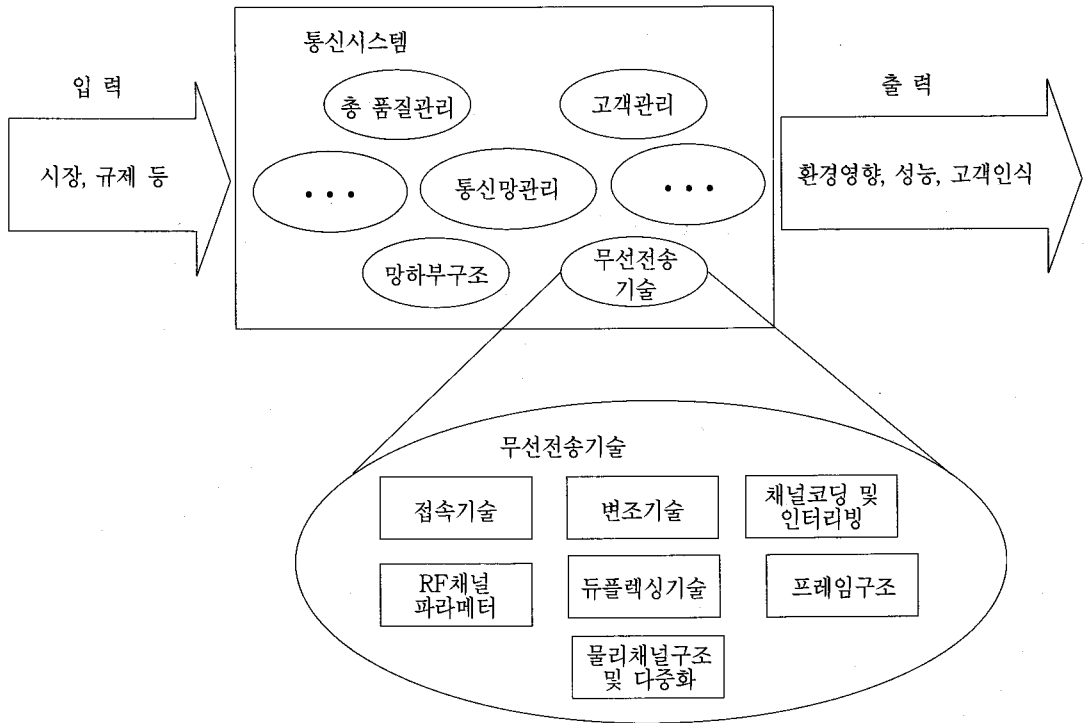 통신시스템
입 력
출 력
총 품질관리
고객관리
시장, 규제 등
• • •
통신망관리
• • •
환경영향, 성능, 고객인식
망하부구조
무선전송
기술
무선전송기술
접속기술
변조기술
채널코딩 및
인터리빙
RF채널
파라메터
듀플렉싱기술
프레임구조
물리채널구조
및 다중화